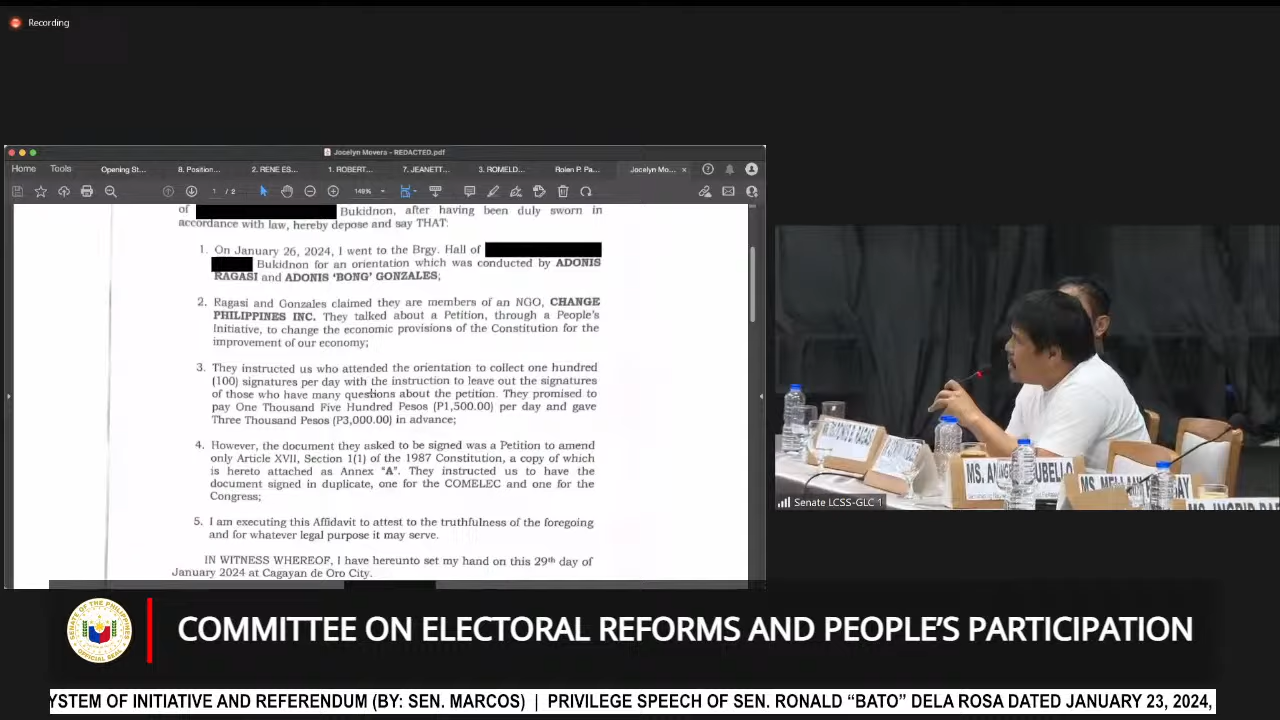 Recording
Jocelyn Movera - REDACTED.pdf
Home Tools Opening St... 8. Position... 2. RENE ES... 1. ROBERT... 7. JEANETT... 3. ROMELD... Rolen P. Pa... Jocelyn Mo... ×
1 / 2 149%
of Bukidnon, after having been duly sworn in
accordance with law, hereby depose and say THAT:
1. On January 26, 2024, I went to the Brgy. Hall of
Bukidnon for an orientation which was conducted by ADONIS
RAGASI and ADONIS 'BONG' GONZALES;
2. Ragasi and Gonzales claimed they are members of an NGO, CHANGE
PHILIPPINES INC. They talked about a Petition, through a People's
Initiative, to change the economic provisions of the Constitution for the
improvement of our economy;
3. They instructed us who attended the orientation to collect one hundred
(100) signatures per day with the instruction to leave out the signatures
of those who have many questions about the petition. They promised to
pay One Thousand Five Hundred Pesos (P1,500.00) per day and gave
Three Thousand Pesos (P3,000.00) in advance;
4. However, the document they asked to be signed was a Petition to amend
only Article XVII, Section 1(1) of the 1987 Constitution, a copy of which
is hereto attached as Annex "A". They instructed us to have the
document signed in duplicate, one for the COMELEC and one for the
Congress;
5. I am executing this Affidavit to attest to the truthfulness of the foregoing
and for whatever legal purpose it may serve.
IN WITNESS WHEREOF, I have hereunto set my hand on this 29th day of
January 2024 at Cagayan de Oro City.
MS.
MS.
Senate LCSS-GLC 1
SENATE OF THE PHILIPPINES
OFFICIAL SEAL
COMMITTEE ON ELECTORAL REFORMS AND PEOPLE'S PARTICIPATION
YSTEM OF INITIATIVE AND REFERENDUM (BY: SEN. MARCOS) | PRIVILEGE SPEECH OF SEN. RONALD "BATO" DELA ROSA DATED JANUARY 23, 2024,